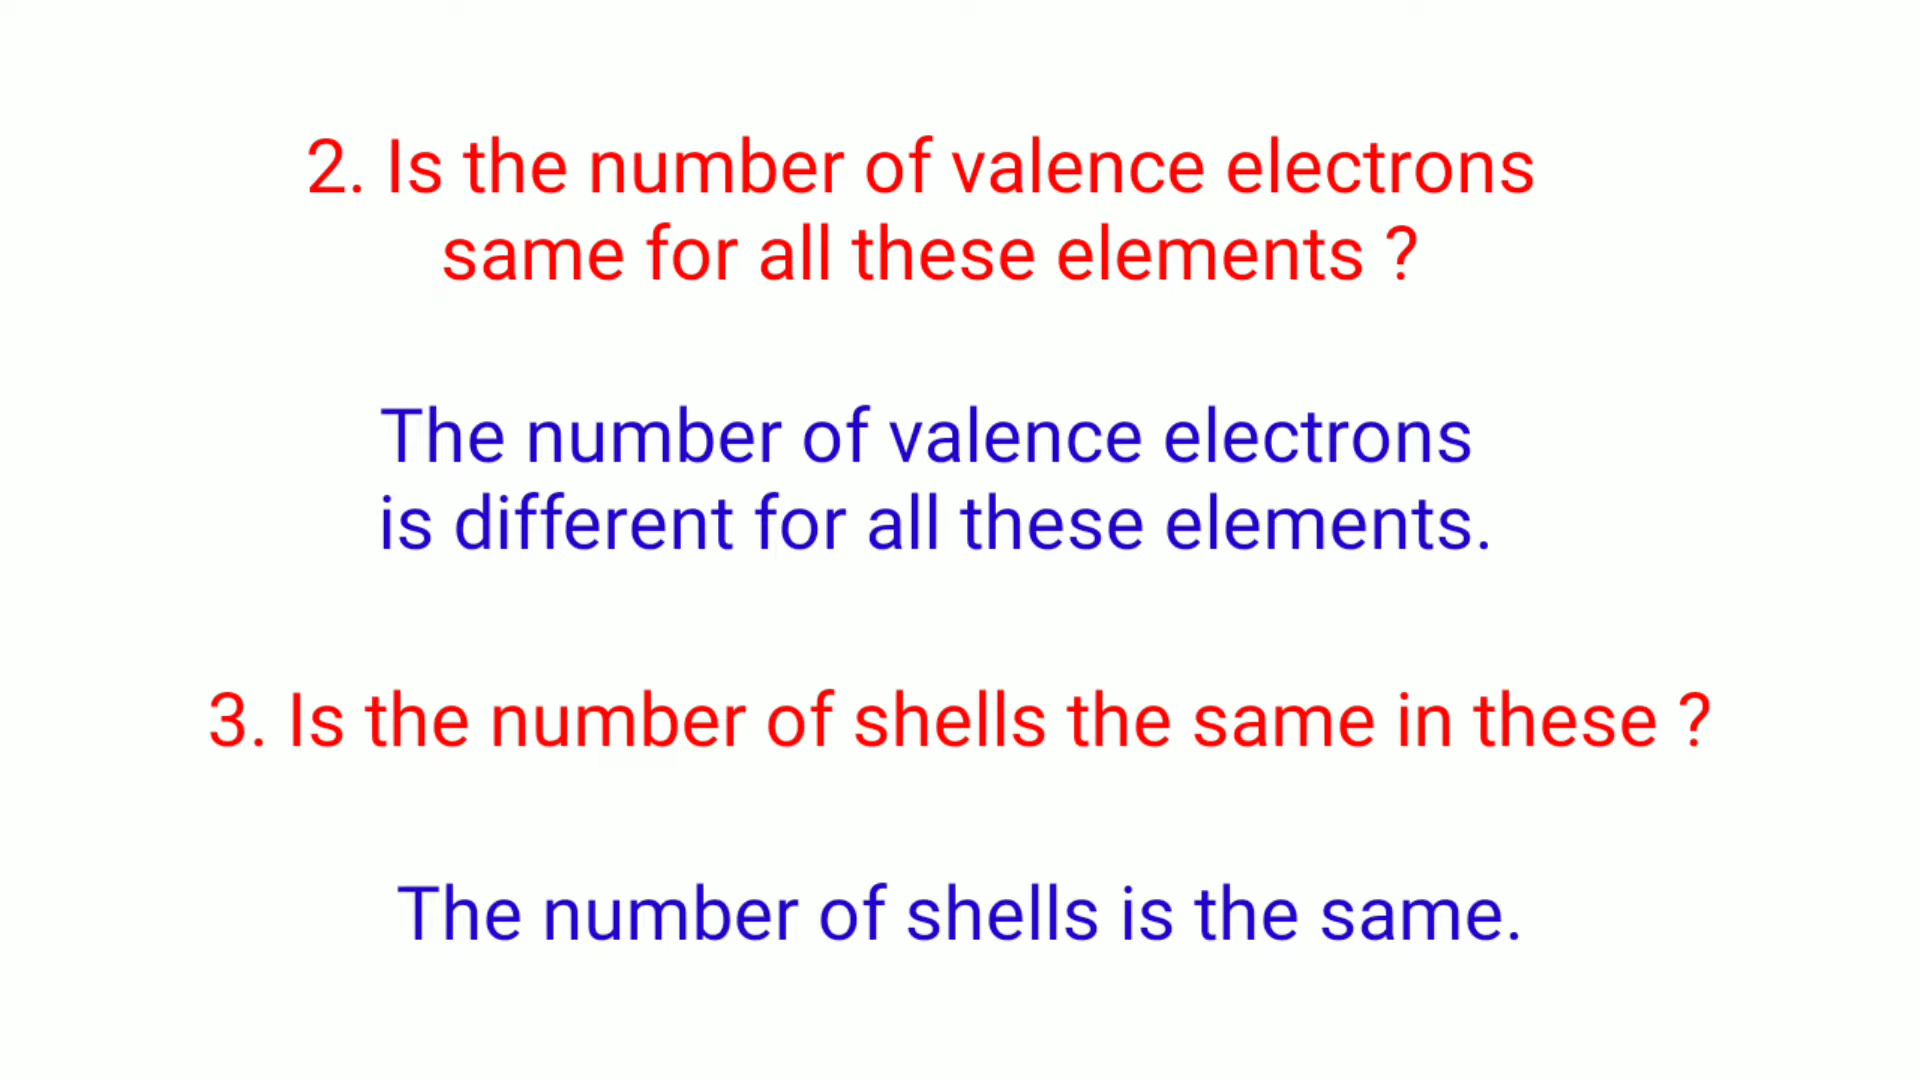 2. Is the number of valence electrons
same for all these elements ?
The number of valence electrons
is different for all these elements.
3. Is the number of shells the same in these ?
The number of shells is the same.